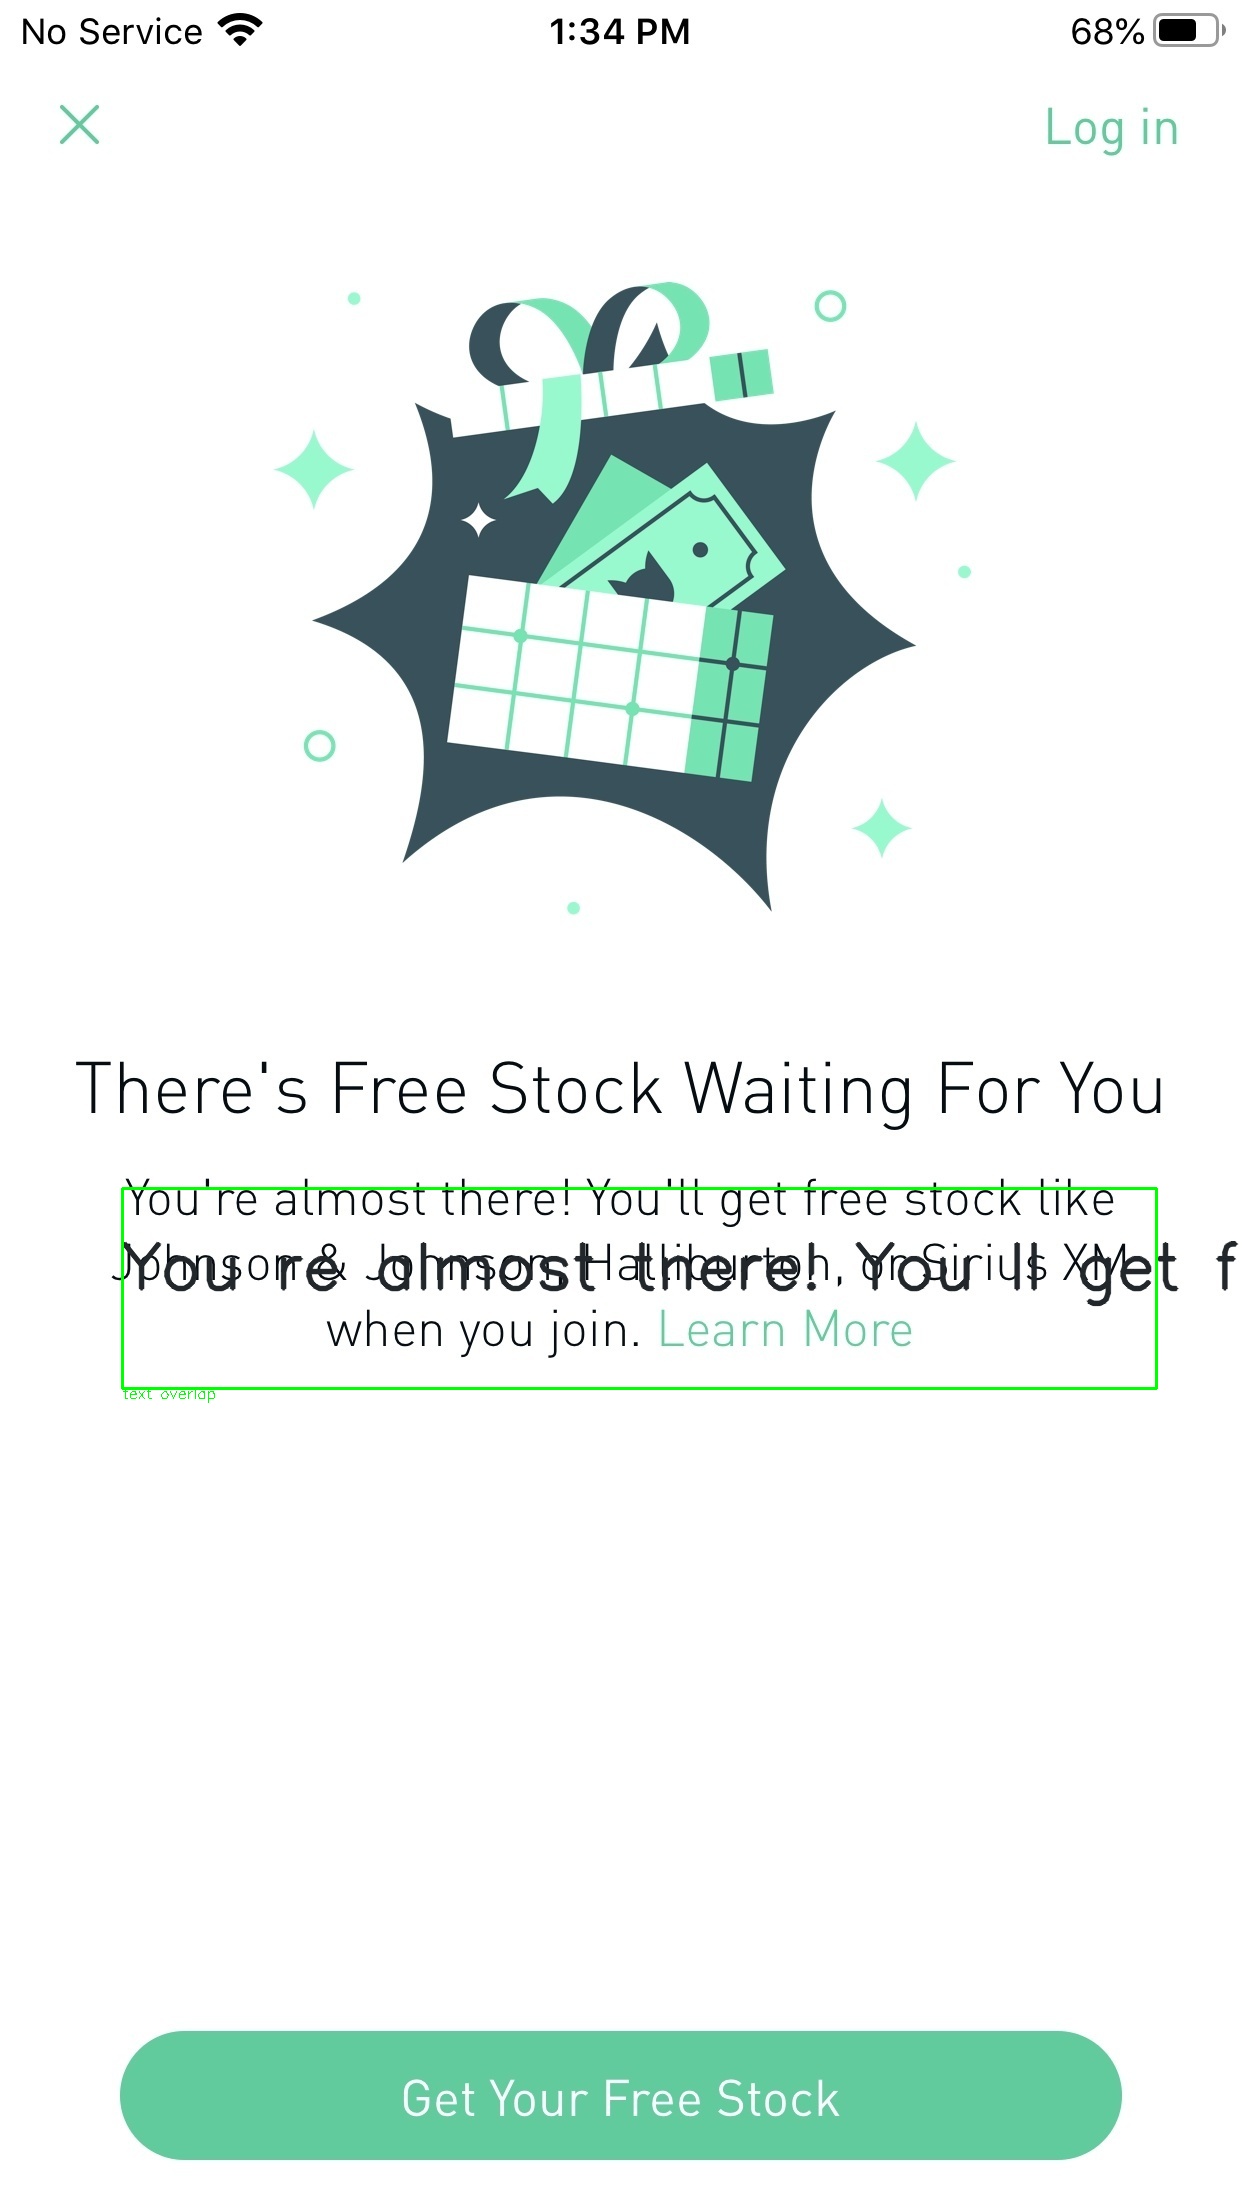 No Service 1:34 PM 68%
Log in
There's Free Stock Waiting For You
You're almost there! You'll get free stock like
Johnson & Johnson, Halliburton, or Sirius XM
You re almost there! You ll get f
when you join. Learn More
text overlap
Get Your Free Stock